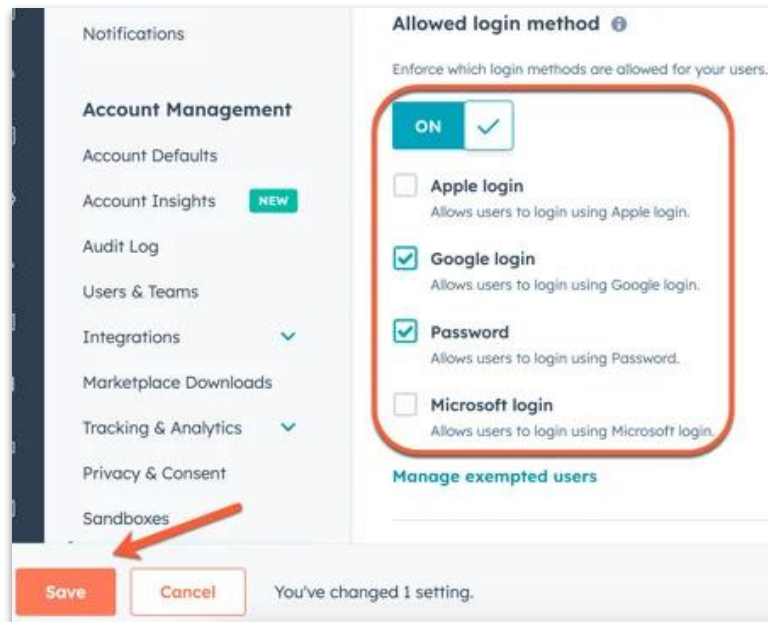 Notifications
Account Management
Account Defaults
Account Insights NEW
Audit Log
Users & Teams
Integrations
Marketplace Downloads
Tracking & Analytics
Privacy & Consent
Sandboxes
Allowed login method
Enforce which login methods are allowed for your users.
ON
Apple login
Allows users to login using Apple login.
Google login
Allows users to login using Google login.
Password
Allows users to login using Password.
Microsoft login
Allows users to login using Microsoft login.
Manage exempted users
Save Cancel You've changed 1 setting.